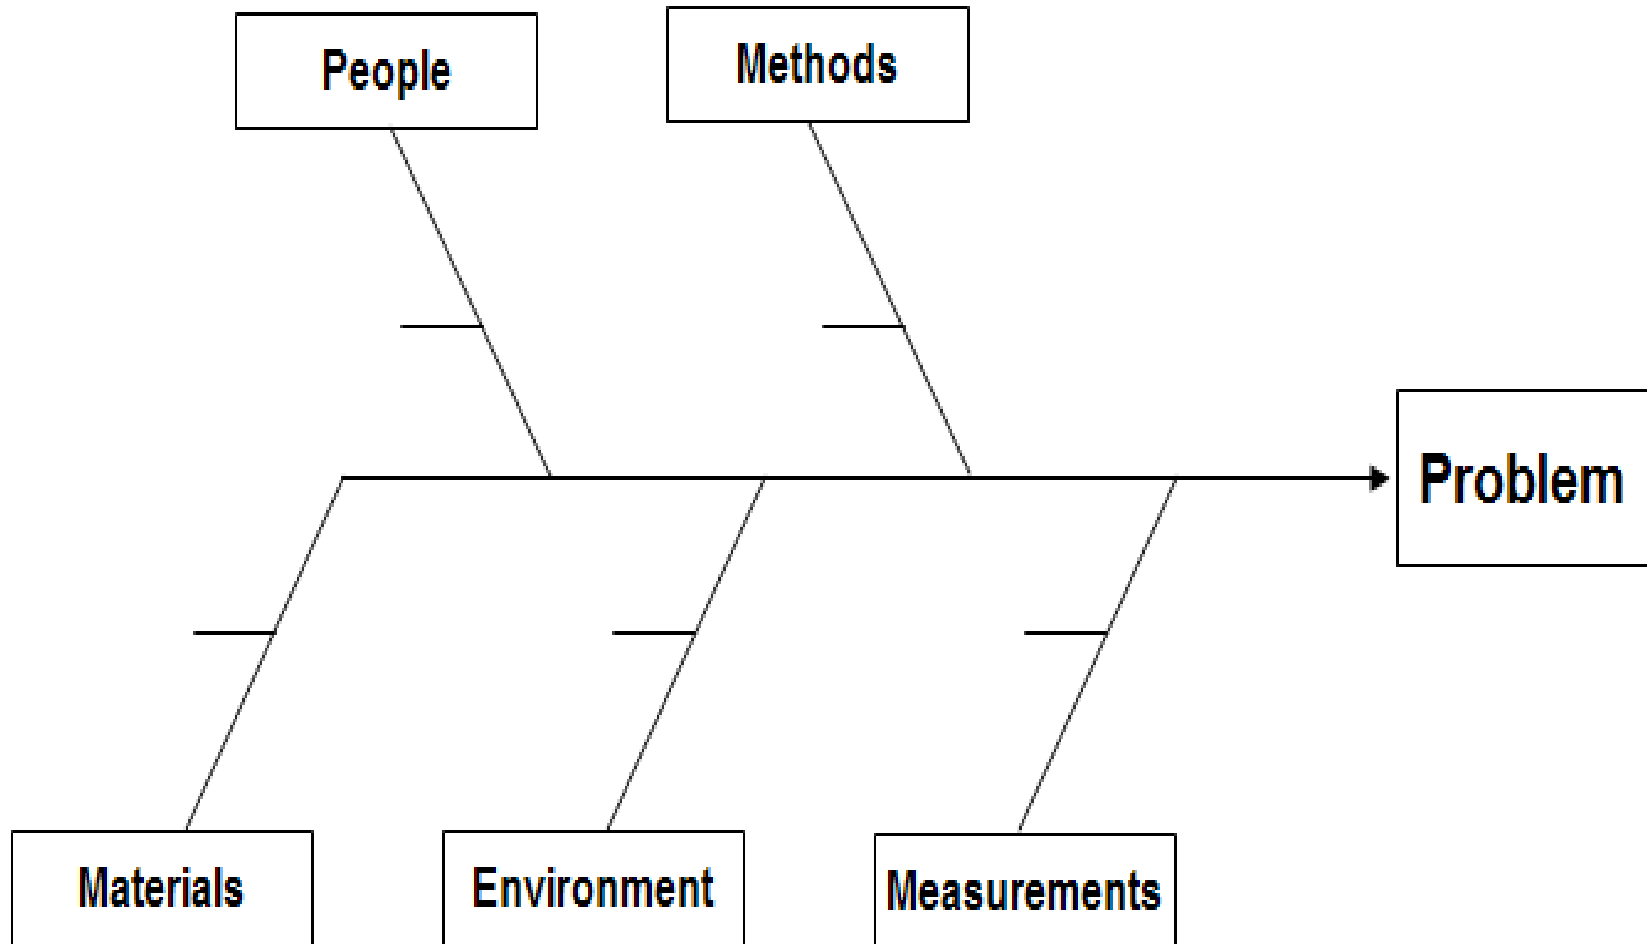 People
Methods
Problem
Materials
Environment
Measurements